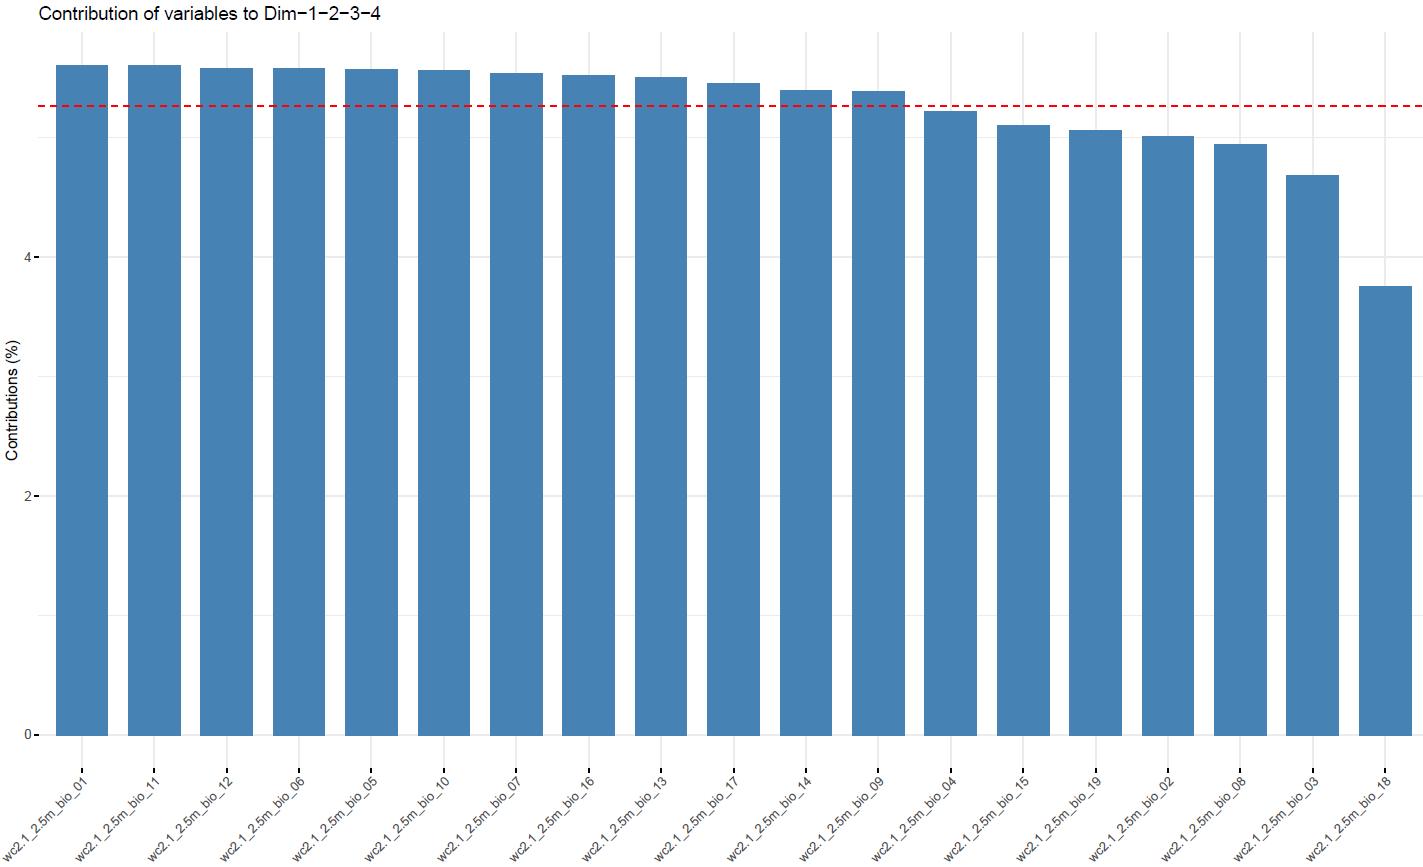 Contribution of variables to Dim−1−2−3−4
Contributions (%)
4
2
0
wc2.1_2.5m_bio_01
wc2.1_2.5m_bio_11
wc2.1_2.5m_bio_12
wc2.1_2.5m_bio_06
wc2.1_2.5m_bio_05
wc2.1_2.5m_bio_10
wc2.1_2.5m_bio_07
wc2.1_2.5m_bio_16
wc2.1_2.5m_bio_13
wc2.1_2.5m_bio_17
wc2.1_2.5m_bio_14
wc2.1_2.5m_bio_09
wc2.1_2.5m_bio_04
wc2.1_2.5m_bio_15
wc2.1_2.5m_bio_19
wc2.1_2.5m_bio_02
wc2.1_2.5m_bio_08
wc2.1_2.5m_bio_03
wc2.1_2.5m_bio_18